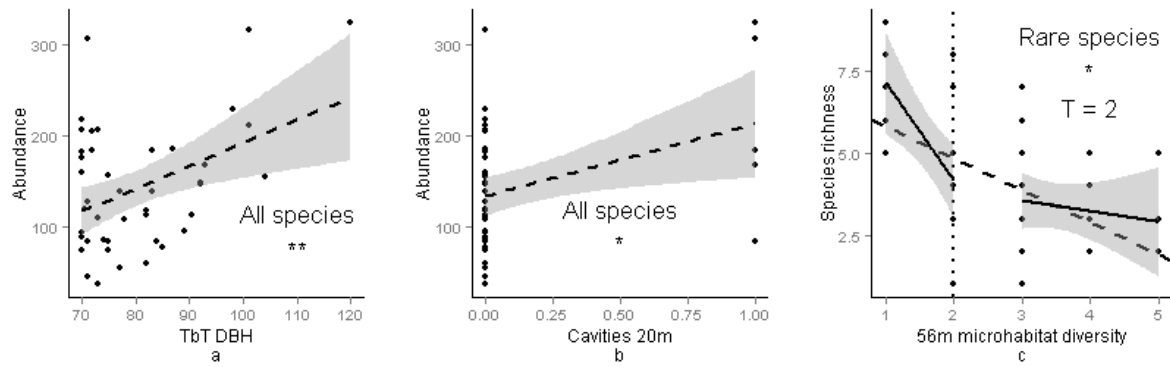 Abundance
300
200
100
All species
**
70 80 90 100 110 120
TbT DBH
a
Abundance
300
200
100
All species
*
0.00 0.25 0.50 0.75 1.00
Cavities 20m
b
Species richness
7.5
5.0
2.5
Rare species
*
T = 2
1 2 3 4 5
56m microhabitat diversity
c